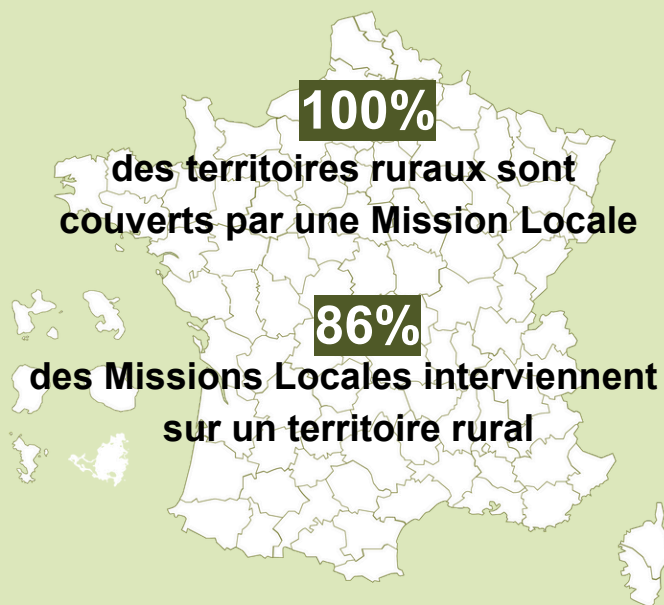 100%
des territoires ruraux sont
couverts par une Mission Locale
86%
des Missions Locales interviennent
sur un territoire rural